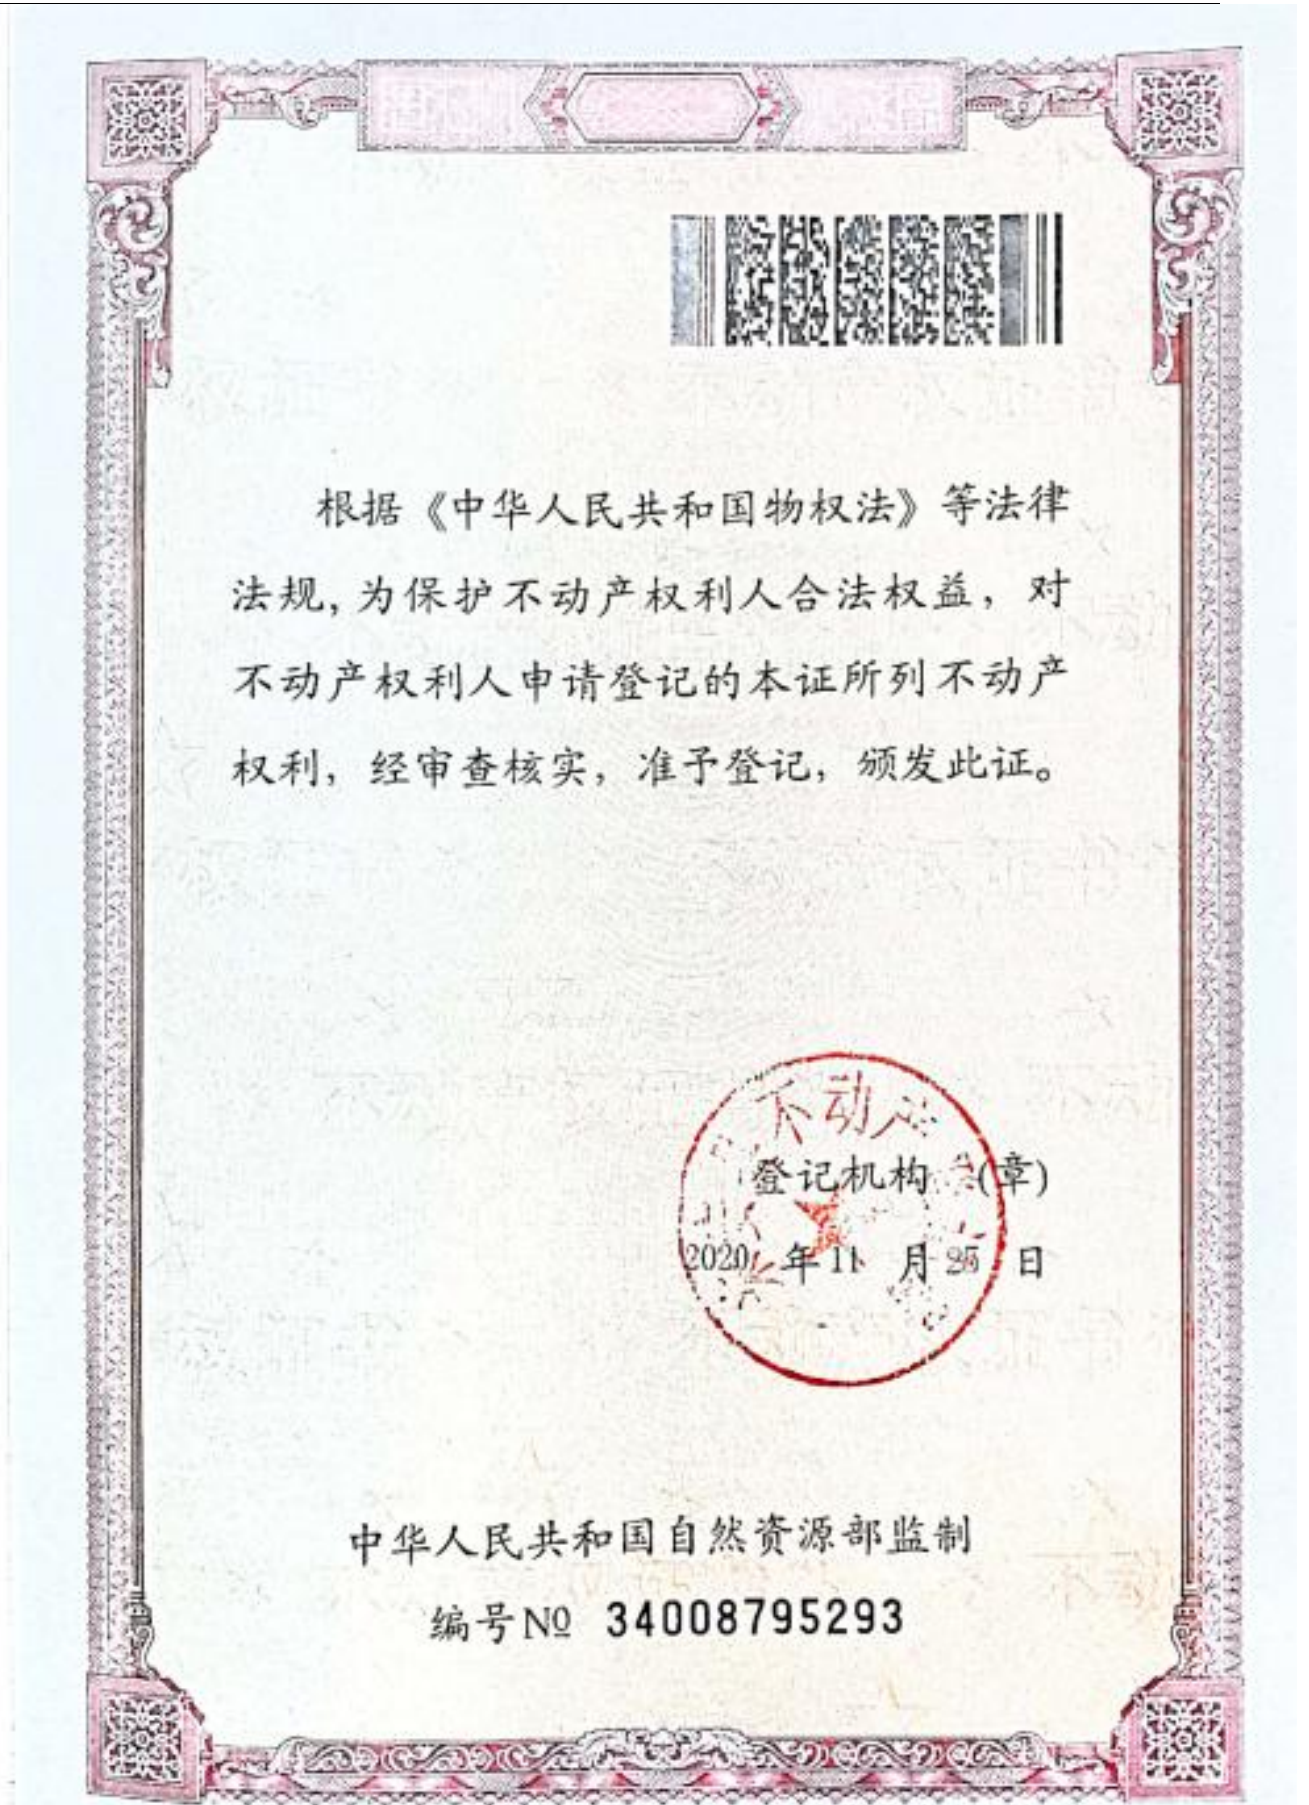 根据《中华人民共和国物权法》等法律
法规，为保护不动产权利人合法权益，对
不动产权利人申请登记的本证所列不动产
权利，经审查核实，准予登记，颁发此证。
不动产
登记机构 (章)
2020 年 11 月 日
中华人民共和国自然资源部监制
编号№ 34008795293